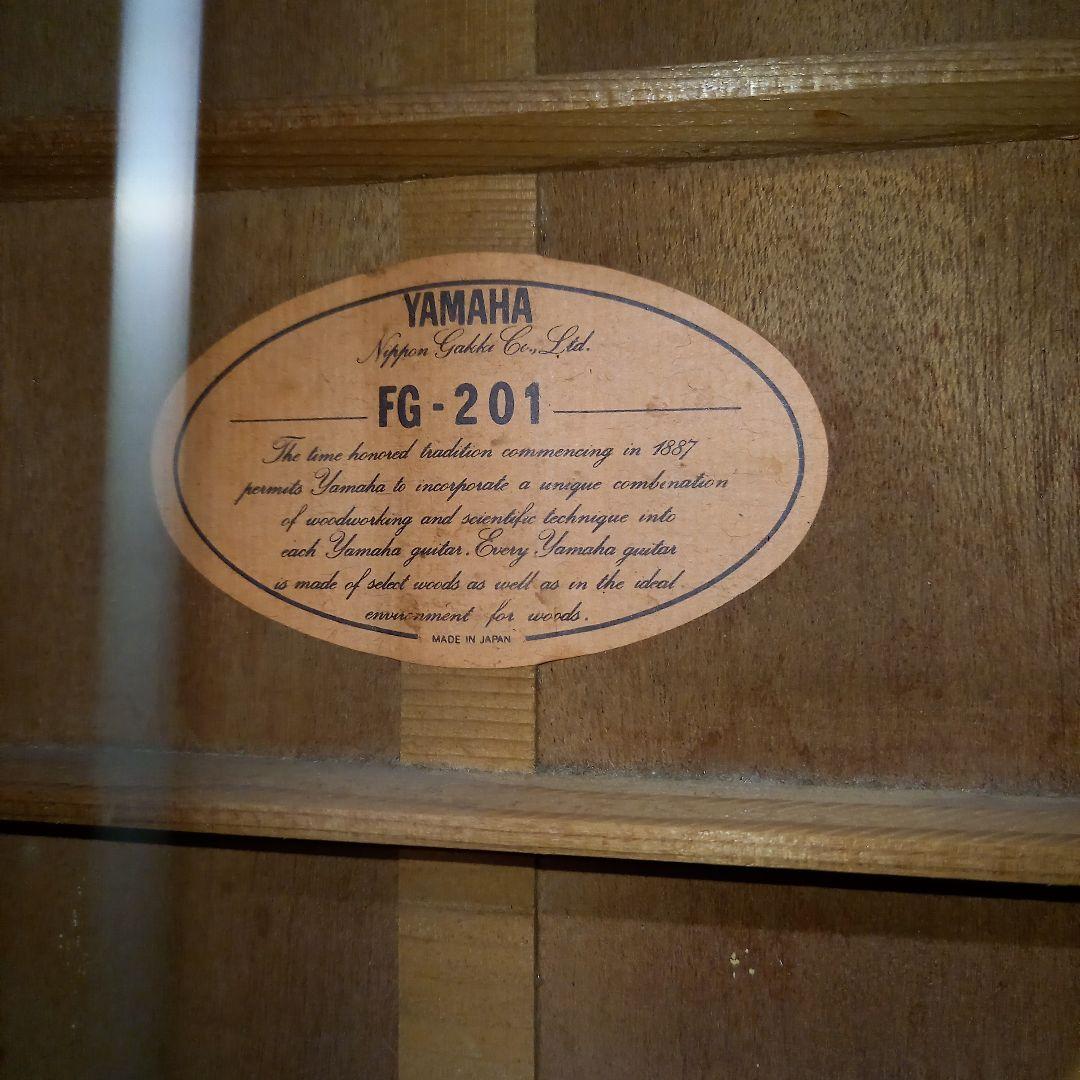 YAMAHA
Nippon Gakki Co., Ltd.
FG-201
The time honored tradition commencing in 1887
permits Yamaha to incorporate a unique combination
of woodworking and scientific technique into
each Yamaha guitar. Every Yamaha guitar
is made of select woods as well as in the ideal
environment for woods.
MADE IN JAPAN